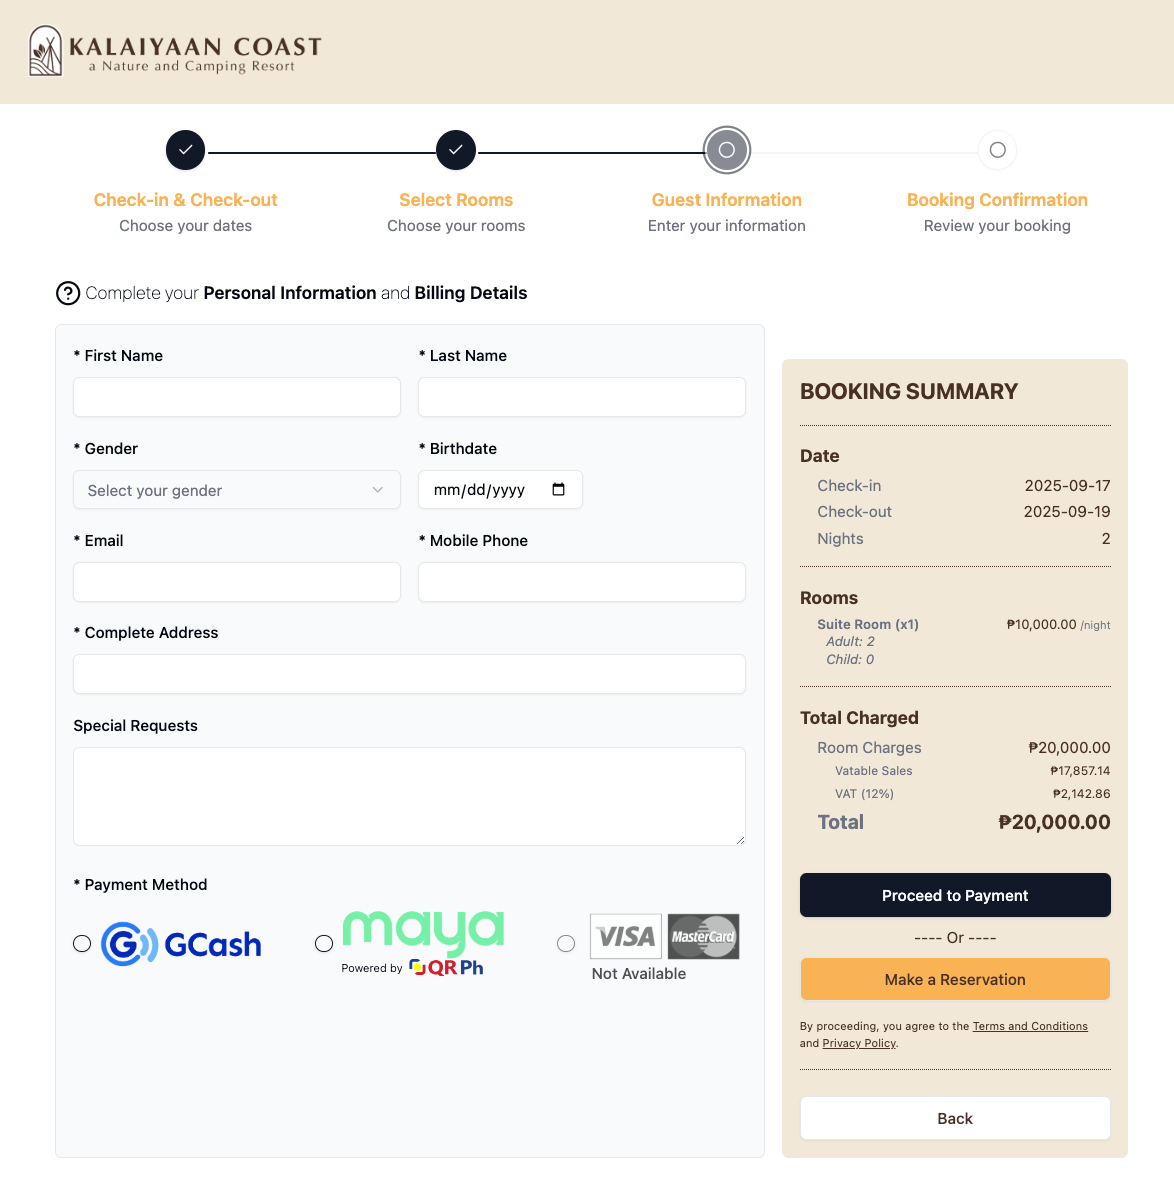 KALAIYAAN COAST
a Nature and Camping Resort
Check-in & Check-out
Choose your dates
Select Rooms
Choose your rooms
Guest Information
Enter your information
Booking Confirmation
Review your booking
Complete your Personal Information and Billing Details
* First Name
* Last Name
* Gender
Select your gender
* Birthdate
mm/dd/yyyy
* Email
* Mobile Phone
* Complete Address
Special Requests
* Payment Method
GCash
maya
Powered by QR Ph
VISA
MasterCard
Not Available
BOOKING SUMMARY
Date
Check-in 2025-09-17
Check-out 2025-09-19
Nights 2
Rooms
Suite Room (x1) ₱10,000.00 /night
Adult: 2
Child: 0
Total Charged
Room Charges ₱20,000.00
Vatable Sales ₱17,857.14
VAT (12%) ₱2,142.86
Total ₱20,000.00
Proceed to Payment
---- Or ----
Make a Reservation
By proceeding, you agree to the Terms and Conditions
and Privacy Policy.
Back